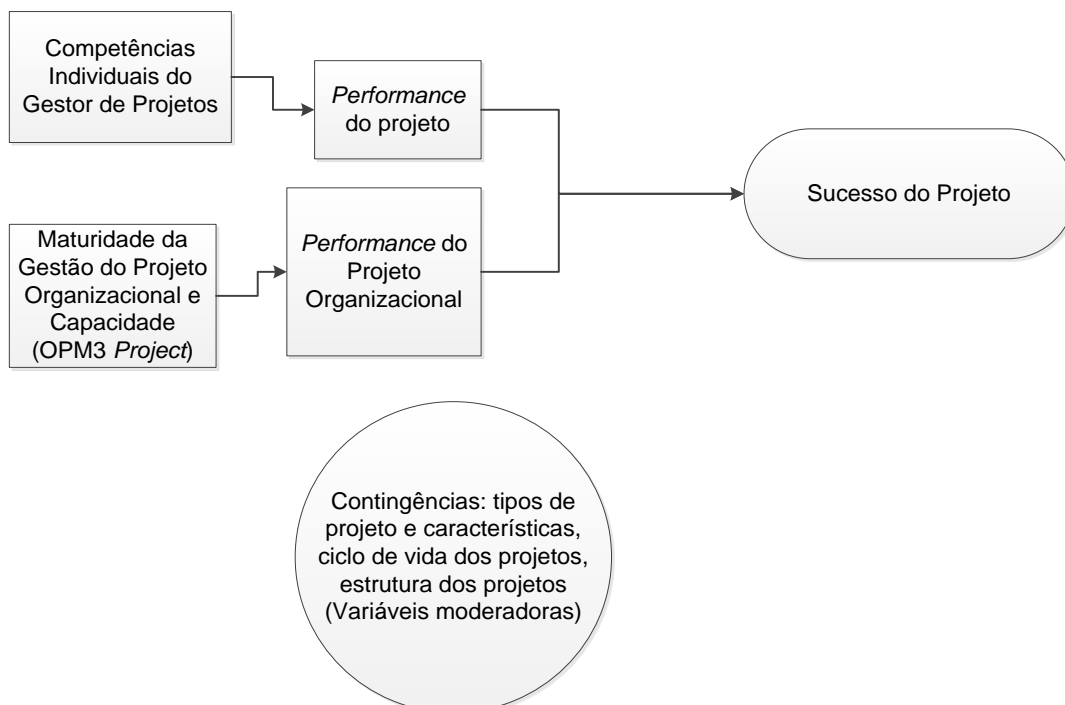 Competências
Individuais do
Gestor de Projetos
Performance
do projeto
Sucesso do Projeto
Maturidade da
Gestão do Projeto
Organizacional e
Capacidade
(OPM3 Project)
Performance do
Projeto
Organizacional
Contingências: tipos de
projeto e característícas,
ciclo de vida dos projetos,
estrutura dos projetos
(Variáveis moderadoras)